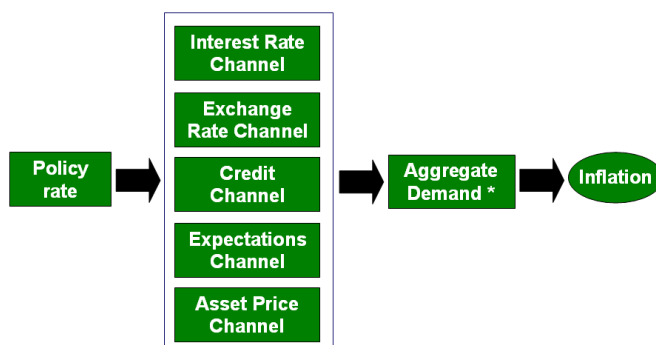 Interest Rate
Channel
Exchange
Rate Channel
Policy
rate
Credit
Channel
Aggregate
Demand *
Inflation
Expectations
Channel
Asset Price
Channel